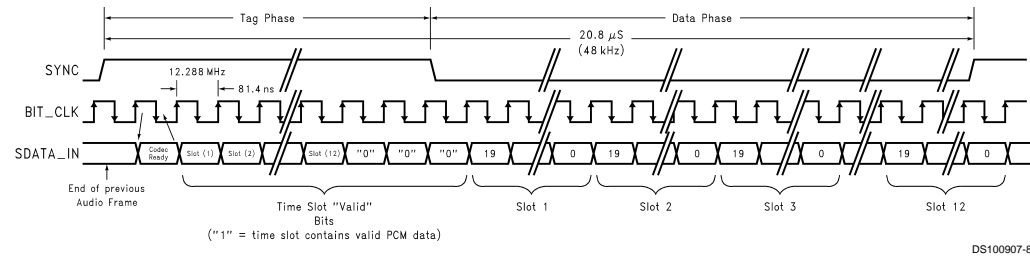 Tag Phase
Data Phase
20.8 μS
(48 kHz)
SYNC
12.288 MHz
81.4 ns
BIT_CLK
SDATA_IN
Codec
Ready
Slot (1)
Slot (2)
Slot (12)
"0"
"0"
"0"
19
0
19
0
19
0
19
0
End of previous
Audio Frame
Time Slot "Valid"
Bits
("1" = time slot contains valid PCM data)
Slot 1
Slot 2
Slot 3
Slot 12
DS100907-8